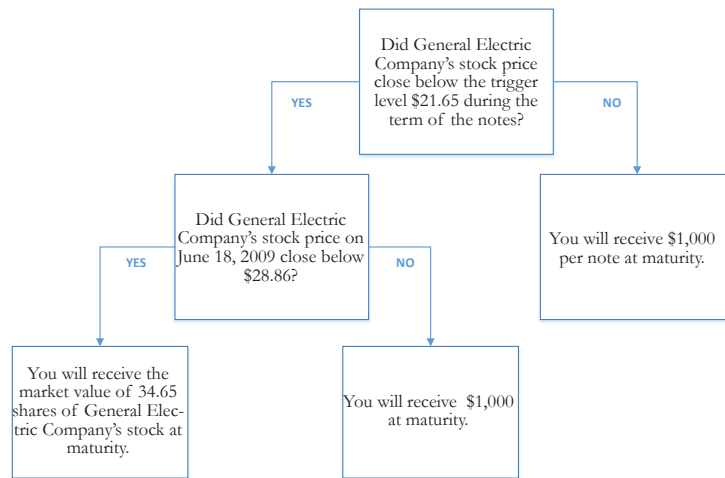 Did General Electric
Company's stock price
close below the trigger
level $21.65 during the
term of the notes?
YES
NO
Did General Electric
Company's stock price on
June 18, 2009 close below
$28.86?
You will receive $1,000
per note at maturity.
YES
NO
You will receive the
market value of 34.65
shares of General Elec-
tric Company's stock at
maturity.
You will receive $1,000
at maturity.